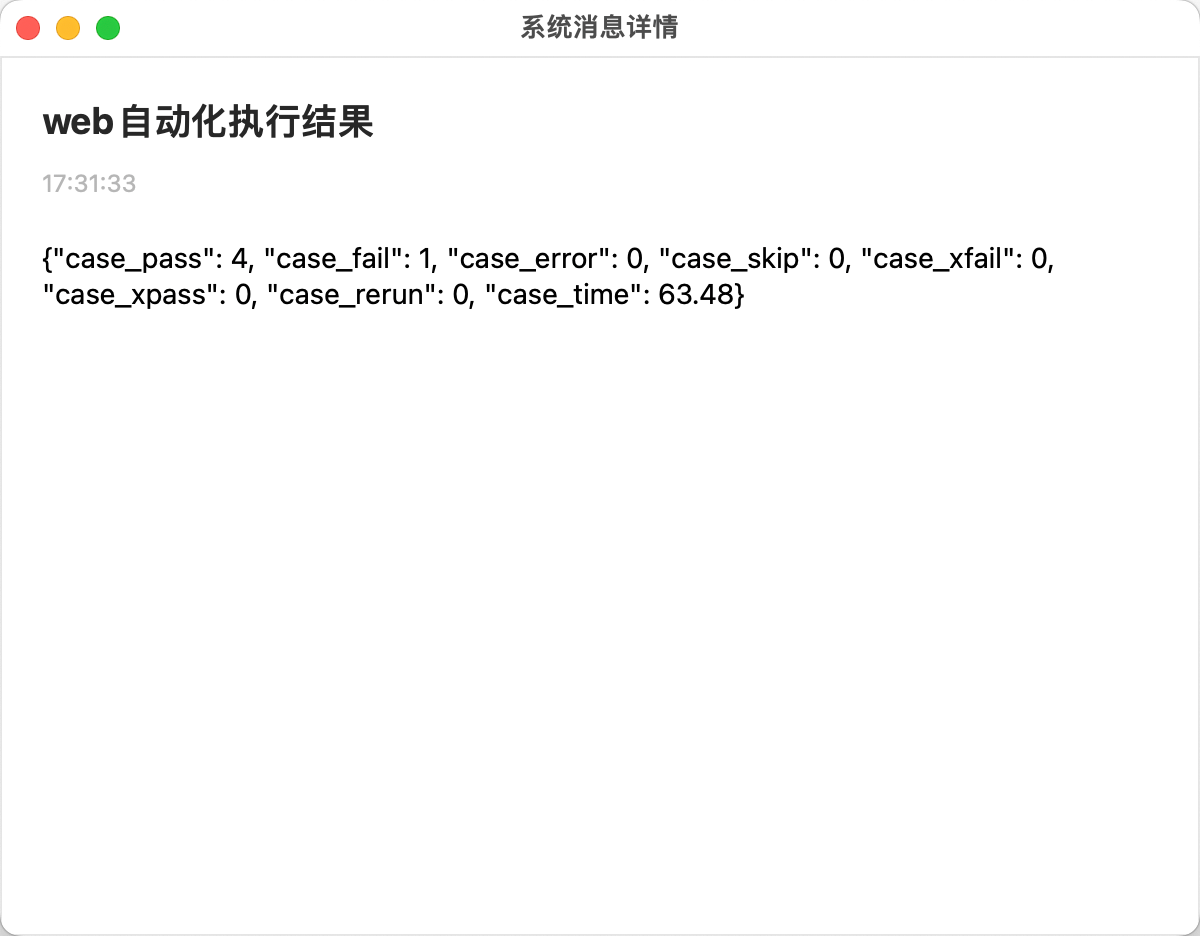 系统消息详情
web自动化执行结果
17:31:33
{"case_pass": 4, "case_fail": 1, "case_error": 0, "case_skip": 0, "case_xfail": 0,
"case_xpass": 0, "case_rerun": 0, "case_time": 63.48}